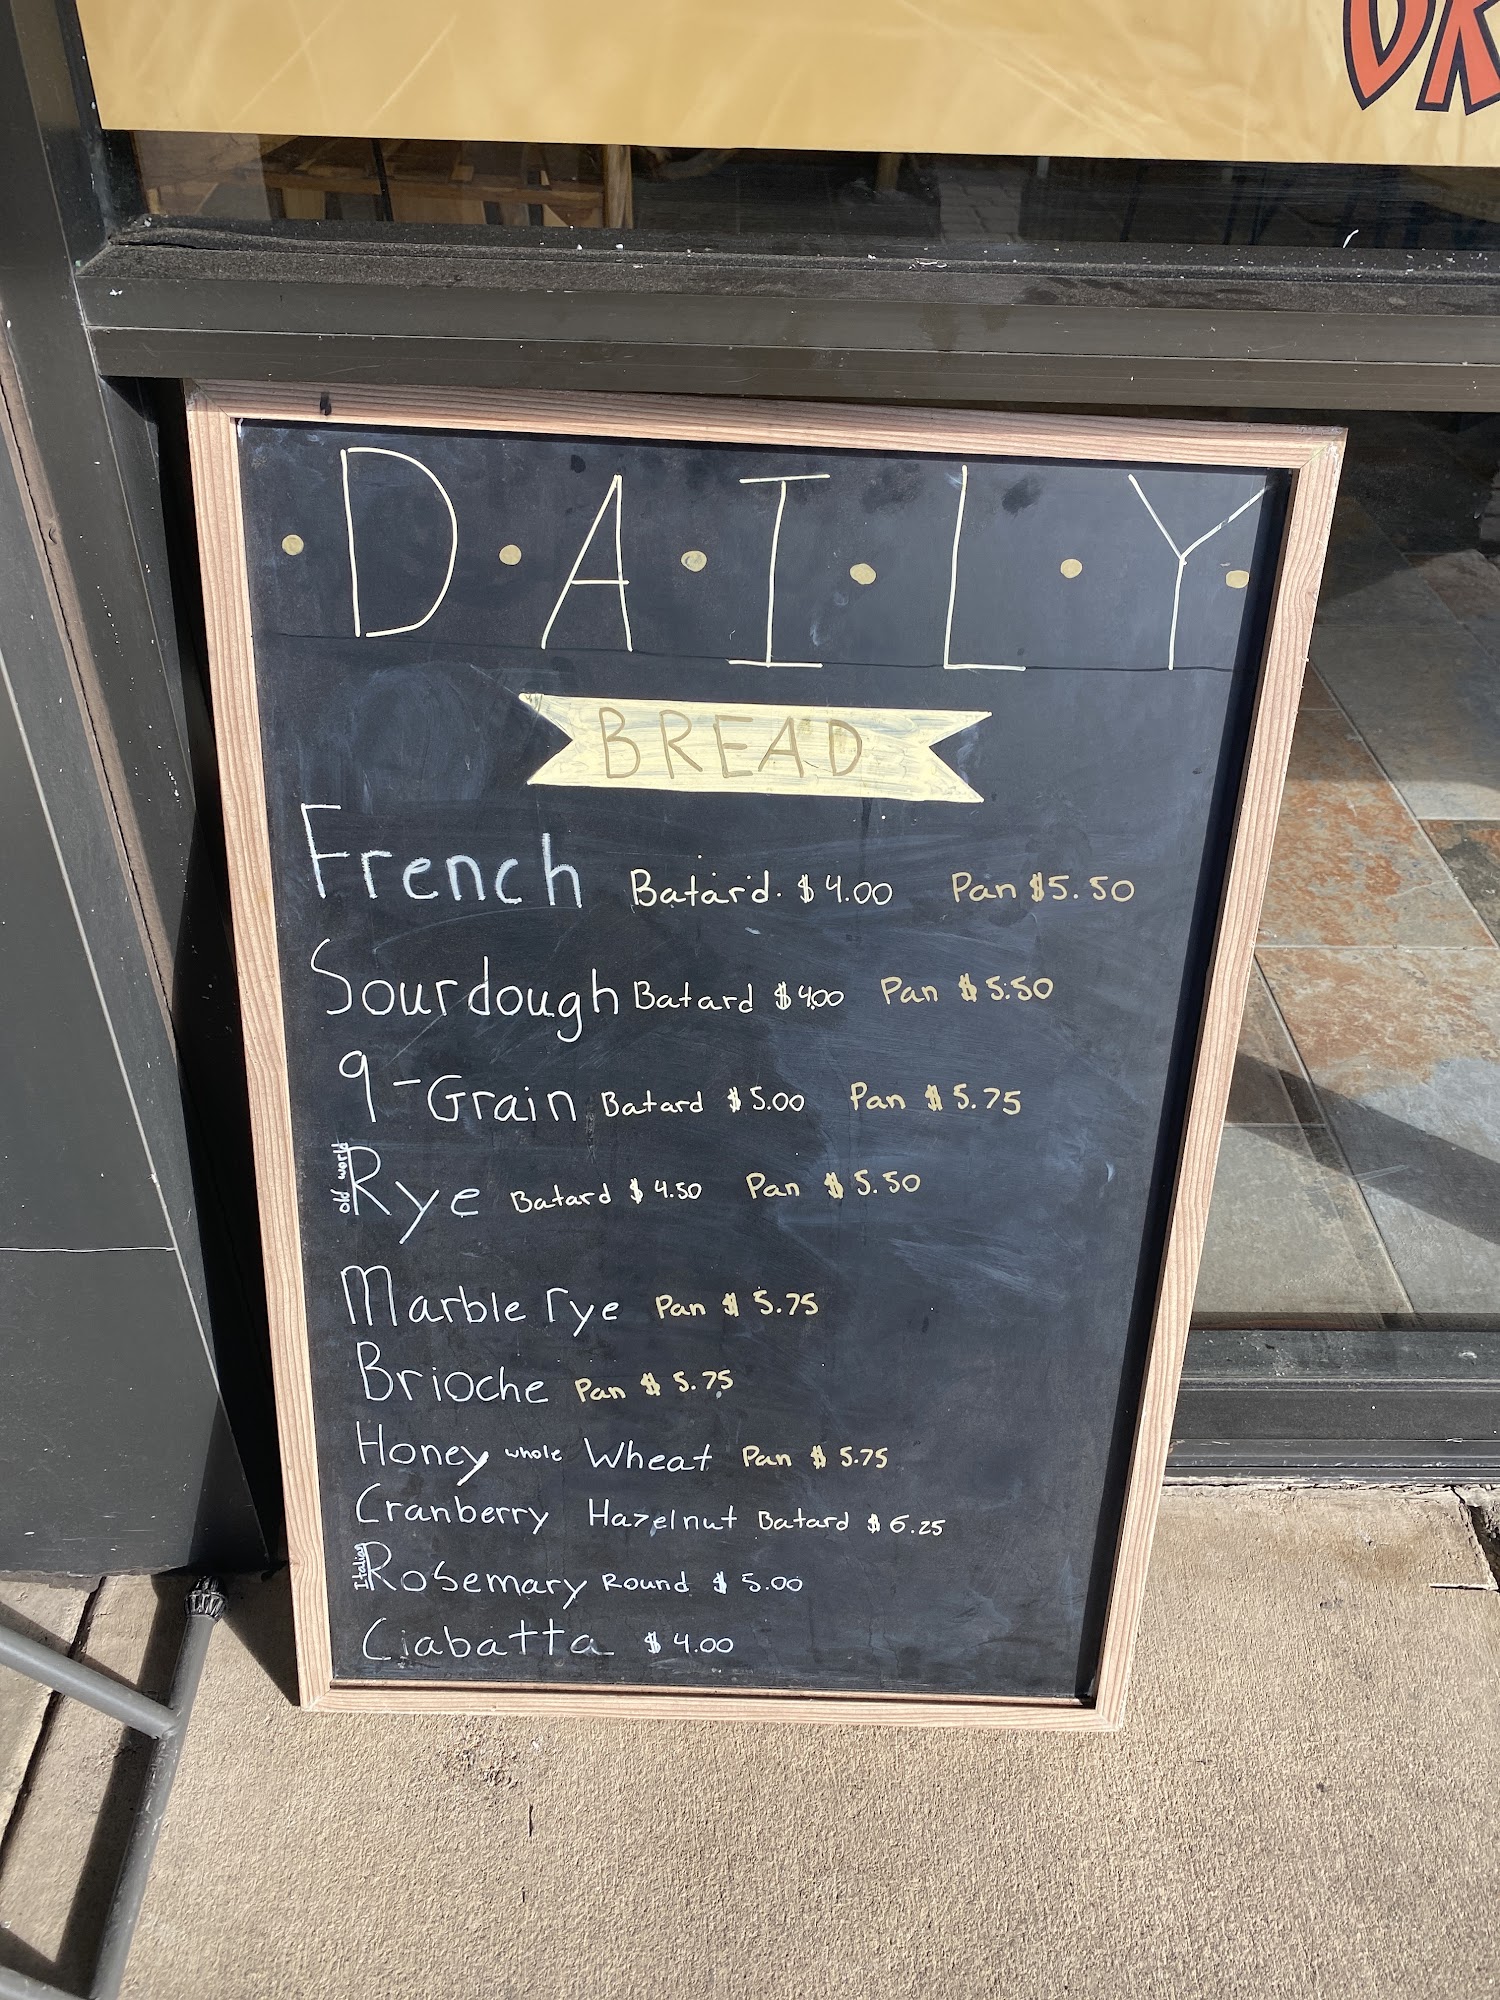 OR
D • A • I • L • Y
BREAD
French Batard. $4.00 Pan $5.50
Sourdough Batard $4.00 Pan $5.50
9-Grain Batard $5.00 Pan $5.75
old world Rye Batard $4.50 Pan $5.50
Marble rye Pan $5.75
Brioche Pan $5.75
Honey whole Wheat Pan $5.75
Cranberry Hazelnut Batard $6.25
Italian Rosemary Round $5.00
Ciabatta $4.00